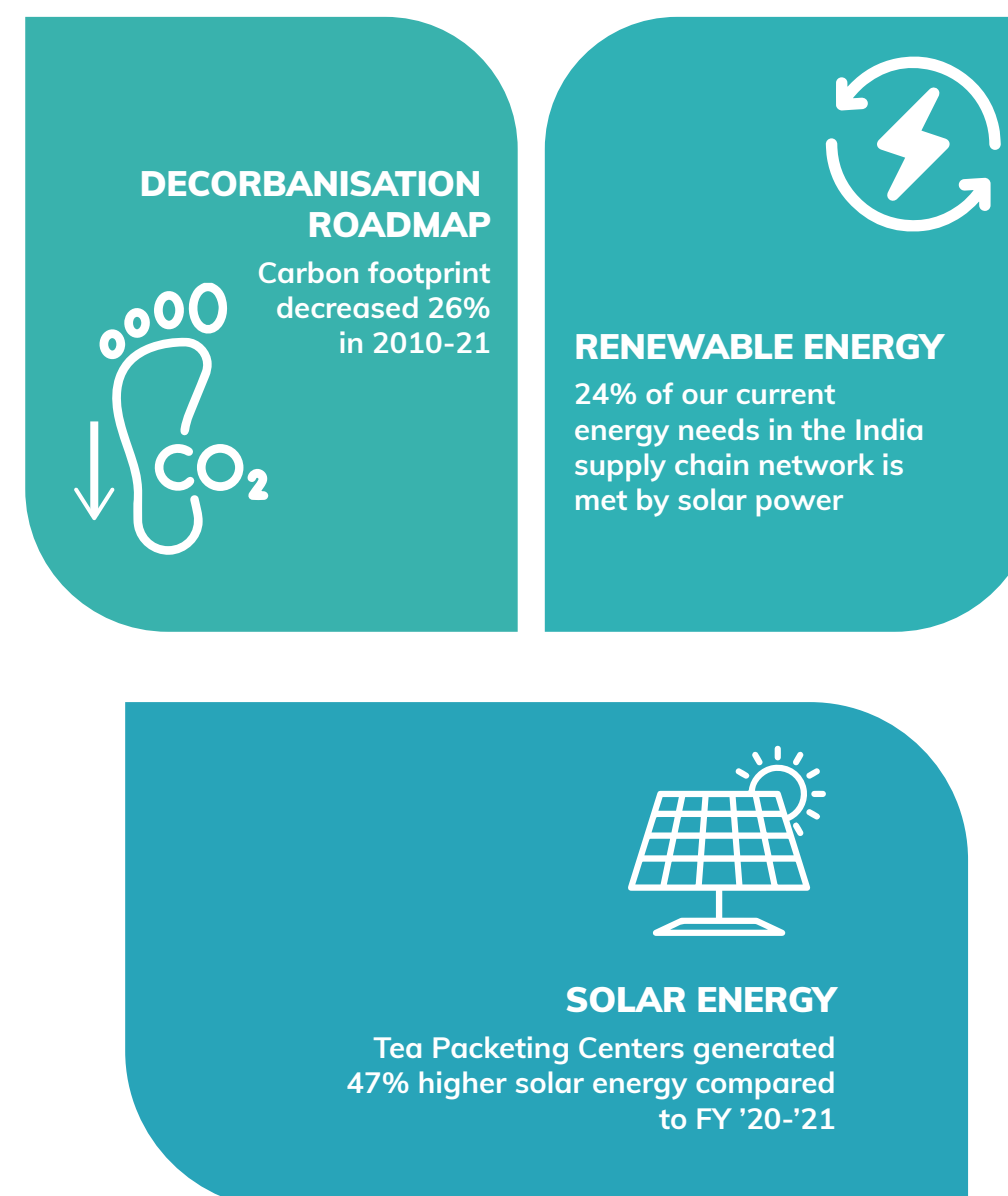 DECORBANISATION
ROADMAP
Carbon footprint
decreased 26%
in 2010-21
CO₂
RENEWABLE ENERGY
24% of our current
energy needs in the India
supply chain network is
met by solar power
SOLAR ENERGY
Tea Packeting Centers generated
47% higher solar energy compared
to FY ’20-’21